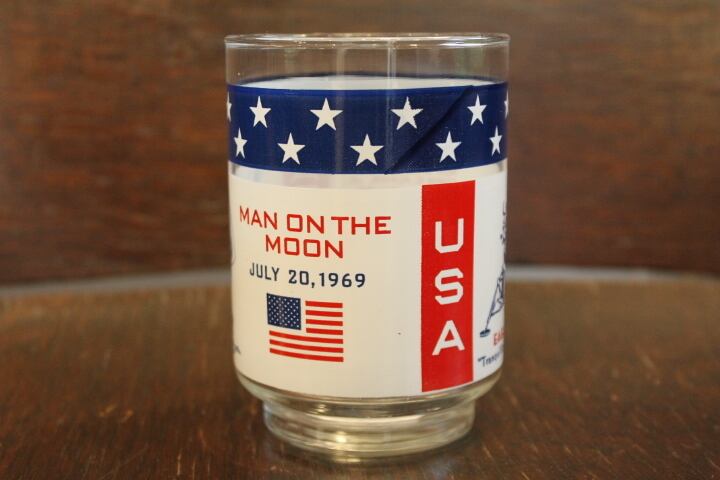 MAN ON THE
MOON
JULY 20, 1969
USA